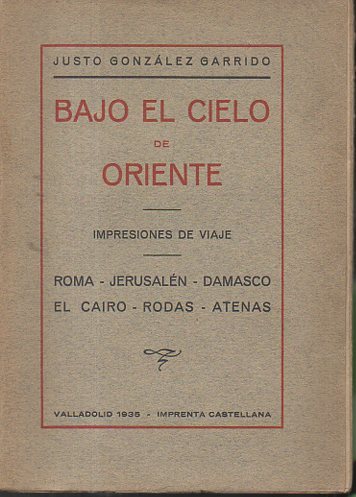 JUSTO GONZÁLEZ GARRIDO
BAJO EL CIELO
DE
ORIENTE
IMPRESIONES DE VIAJE
ROMA - JERUSALÉN - DAMASCO
EL CAIRO - RODAS - ATENAS
VALLADOLID 1935 - IMPRENTA CASTELLANA